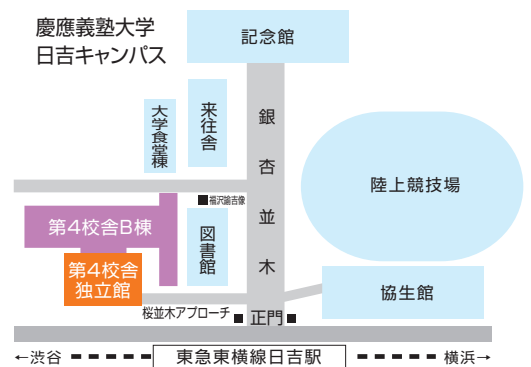 慶應義塾大学
日吉キャンパス
記念館
大学食堂棟
来往舎
銀杏並木
陸上競技場
福沢諭吉像
第4校舎B棟
図書館
第4校舎
独立館
協生館
桜並木アプローチ
正門
←渋谷
東急東横線日吉駅
横浜→